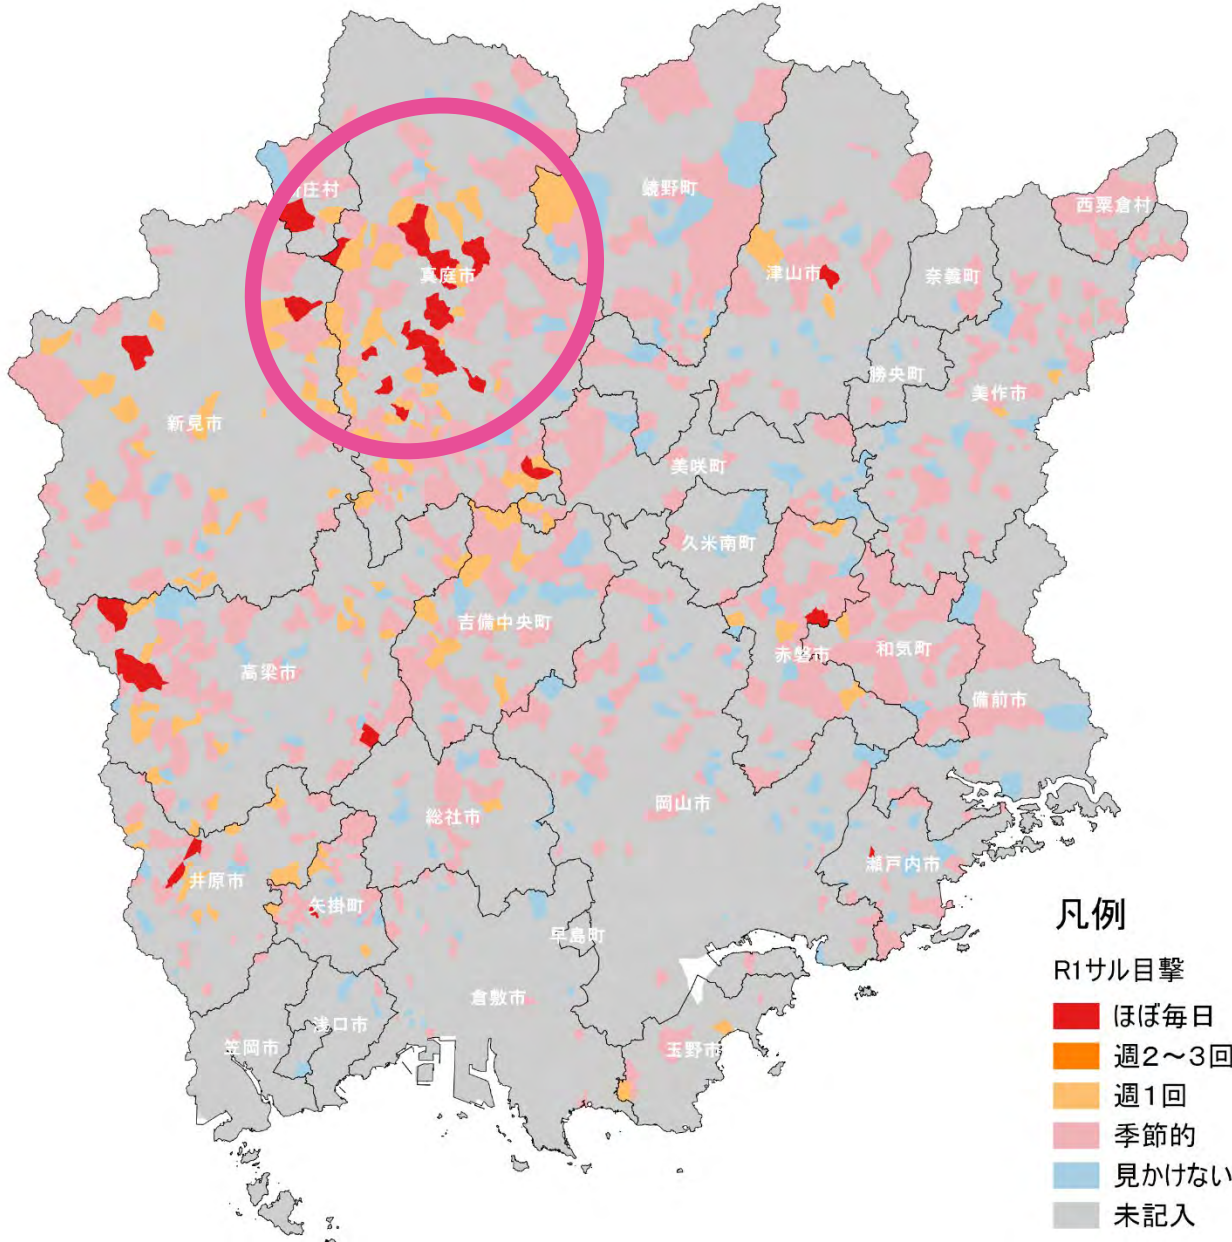 鏡野町
庄村
西粟倉村
真庭市
津山市
奈義町
勝央町
美作市
新見市
美咲町
久米南町
吉備中央町
高梁市
赤磐市
和気町
備前市
総社市
岡山市
瀬戸内市
井原市
矢掛町
早島町
倉敷市
浅口市
笠岡市
玉野市
凡例
R1サル目撃
ほぼ毎日
週2~3回
週1回
季節的
見かけない
未記入